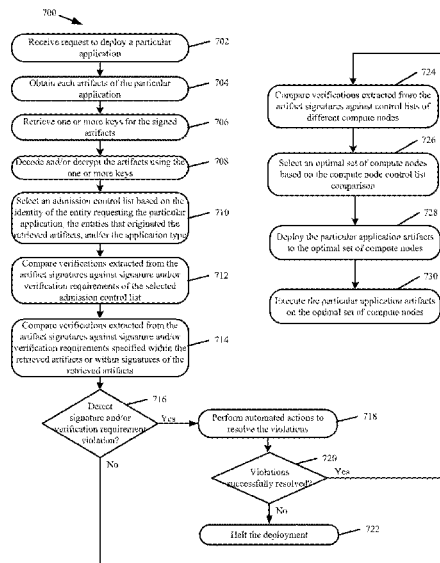 700
Receive request to deploy a particular
application
702
Obtain each artifacts of the particular
application
704
Retrieve one or more keys for the signed
artifacts
706
Decode and/or decrypt the artifacts using the
one or more keys
708
Select an admission control list based on the
identity of the entity requesting the particular
application, the entities that originated the
retrieved artifacts, and/or the application type
710
Compare verifications extracted from the
artifact signatures against signature and/or
verification requirements of the selected
admission control list
712
Compare verifications extracted from the
artifact signatures against signature and/or
verification requirements specified within the
retrieved artifacts or within signatures of the
retrieved artifacts
714
Detect
signature and/or
verification requirement
violation?
716
Yes
No
Perform automated actions to
resolve the violations
718
Violations
successfully resolved?
720
Yes
No
Halt the deployment
722
724
Compare verifications extracted from the
artifact signatures against control lists of
different compute nodes
726
Select an optimal set of compute nodes
based on the compute node control list
comparison
728
Deploy the particular application artifacts
to the optimal set of compute nodes
730
Execute the particular application artifacts
on the optimal set of compute nodes